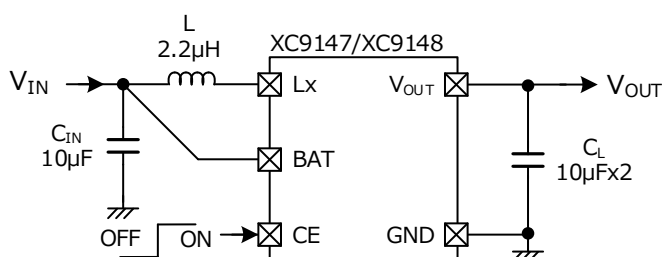 L
2.2µH
XC9147/XC9148
VIN
Lx
VOUT
VOUT
CIN
10µF
BAT
CL
10µFx2
OFF
ON
CE
GND